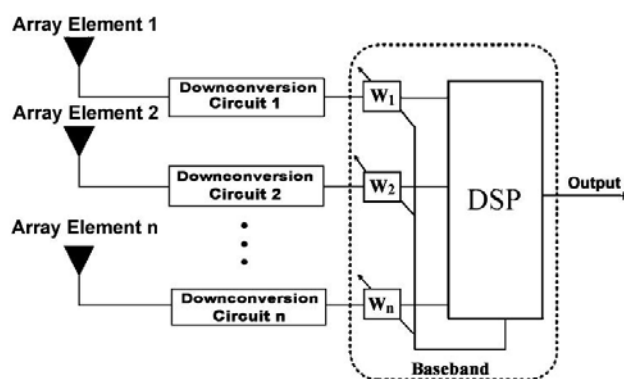 Array Element 1
Downconversion
Circuit 1
W1
Array Element 2
Downconversion
Circuit 2
W2
DSP
Output
Array Element n
Downconversion
Circuit n
Wn
Baseband